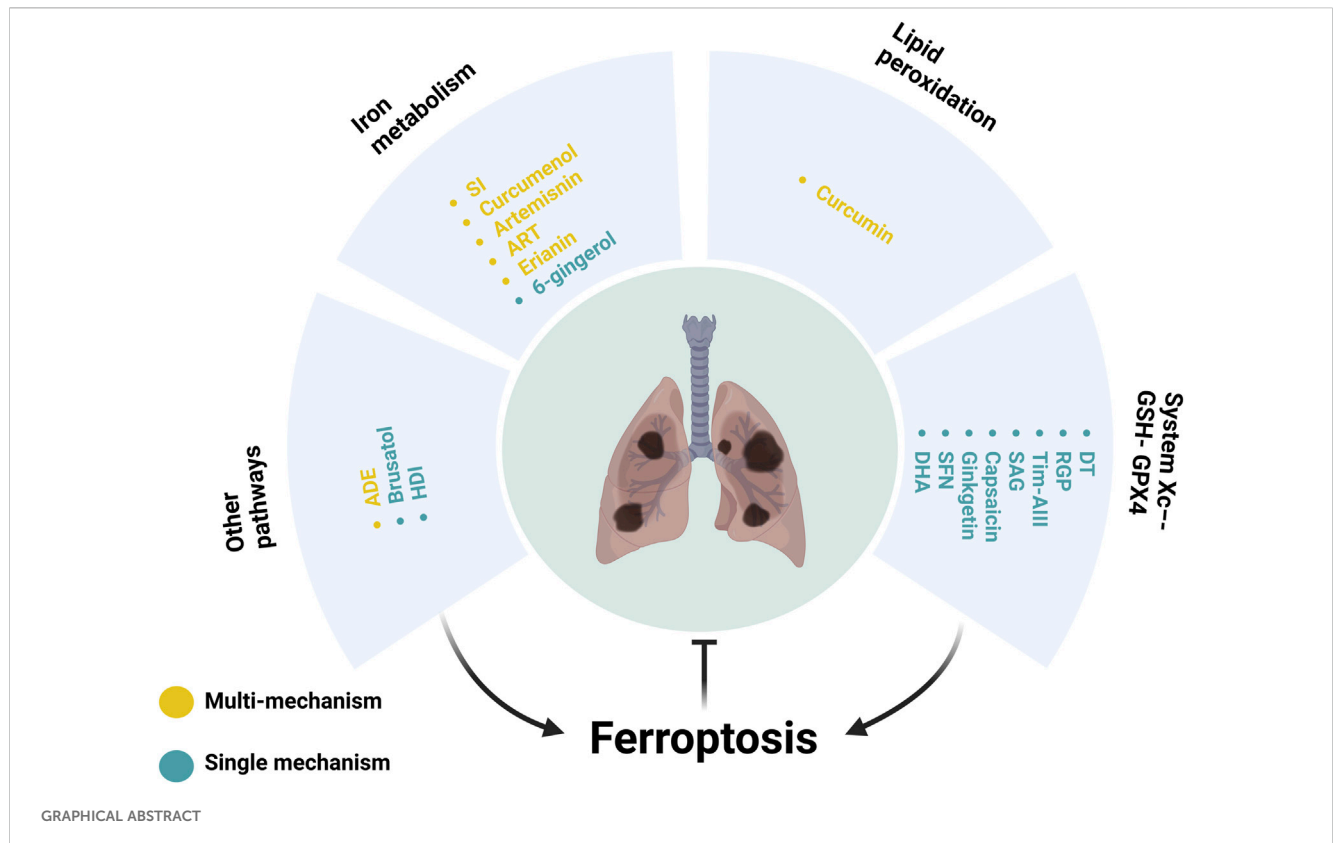 Iron
metabolism
• SI
• Curcumenol
• Artemisnin
• ART
• Erianin
• 6-gingerol
Lipid
peroxidation
• Curcumin
System Xc−-
GSH- GPX4
• DT
• RGP
• Tim-AIII
• SAG
• Capsaicin
• Ginkgetin
• SFN
• DHA
Other
pathways
• ADE
• Brusatol
• HDI
Multi-mechanism
Single mechanism
Ferroptosis
GRAPHICAL ABSTRACT